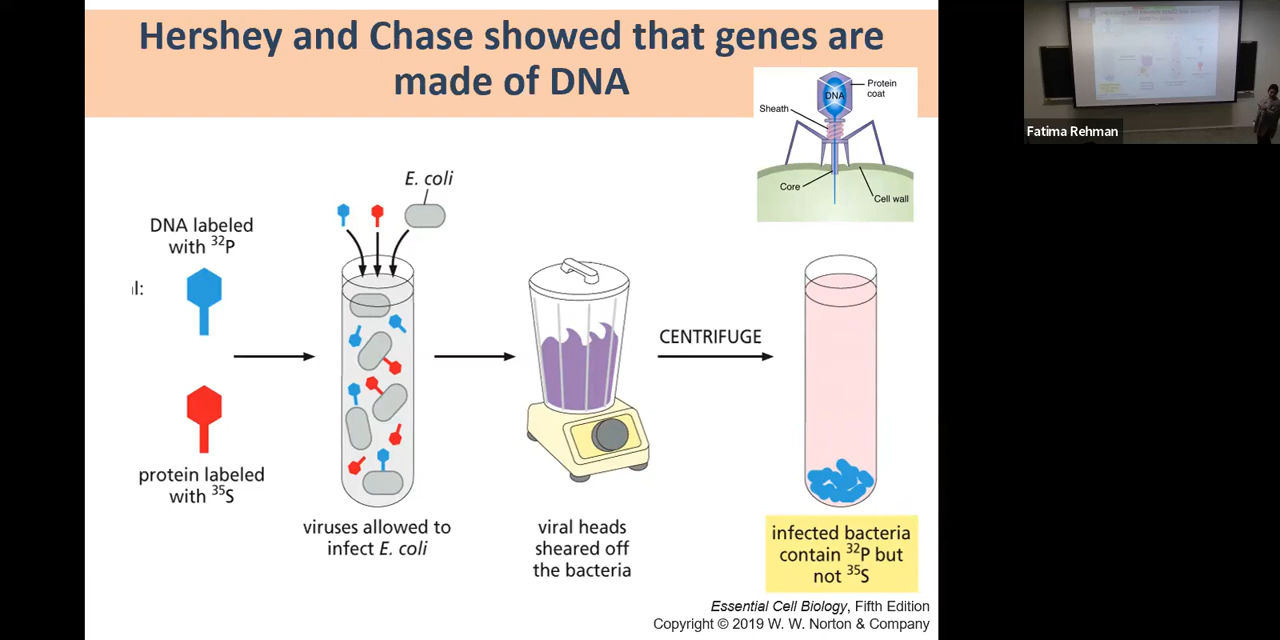 Hershey and Chase showed that genes are
made of DNA
DNA
Protein
coat
Sheath
Core
Cell wall
E. coli
DNA labeled
with ³²P
l:
protein labeled
with ³⁵S
CENTRIFUGE
viruses allowed to
infect E. coli
viral heads
sheared off
the bacteria
infected bacteria
contain ³²P but
not ³⁵S
Essential Cell Biology, Fifth Edition
Copyright © 2019 W. W. Norton & Company
Fatima Rehman